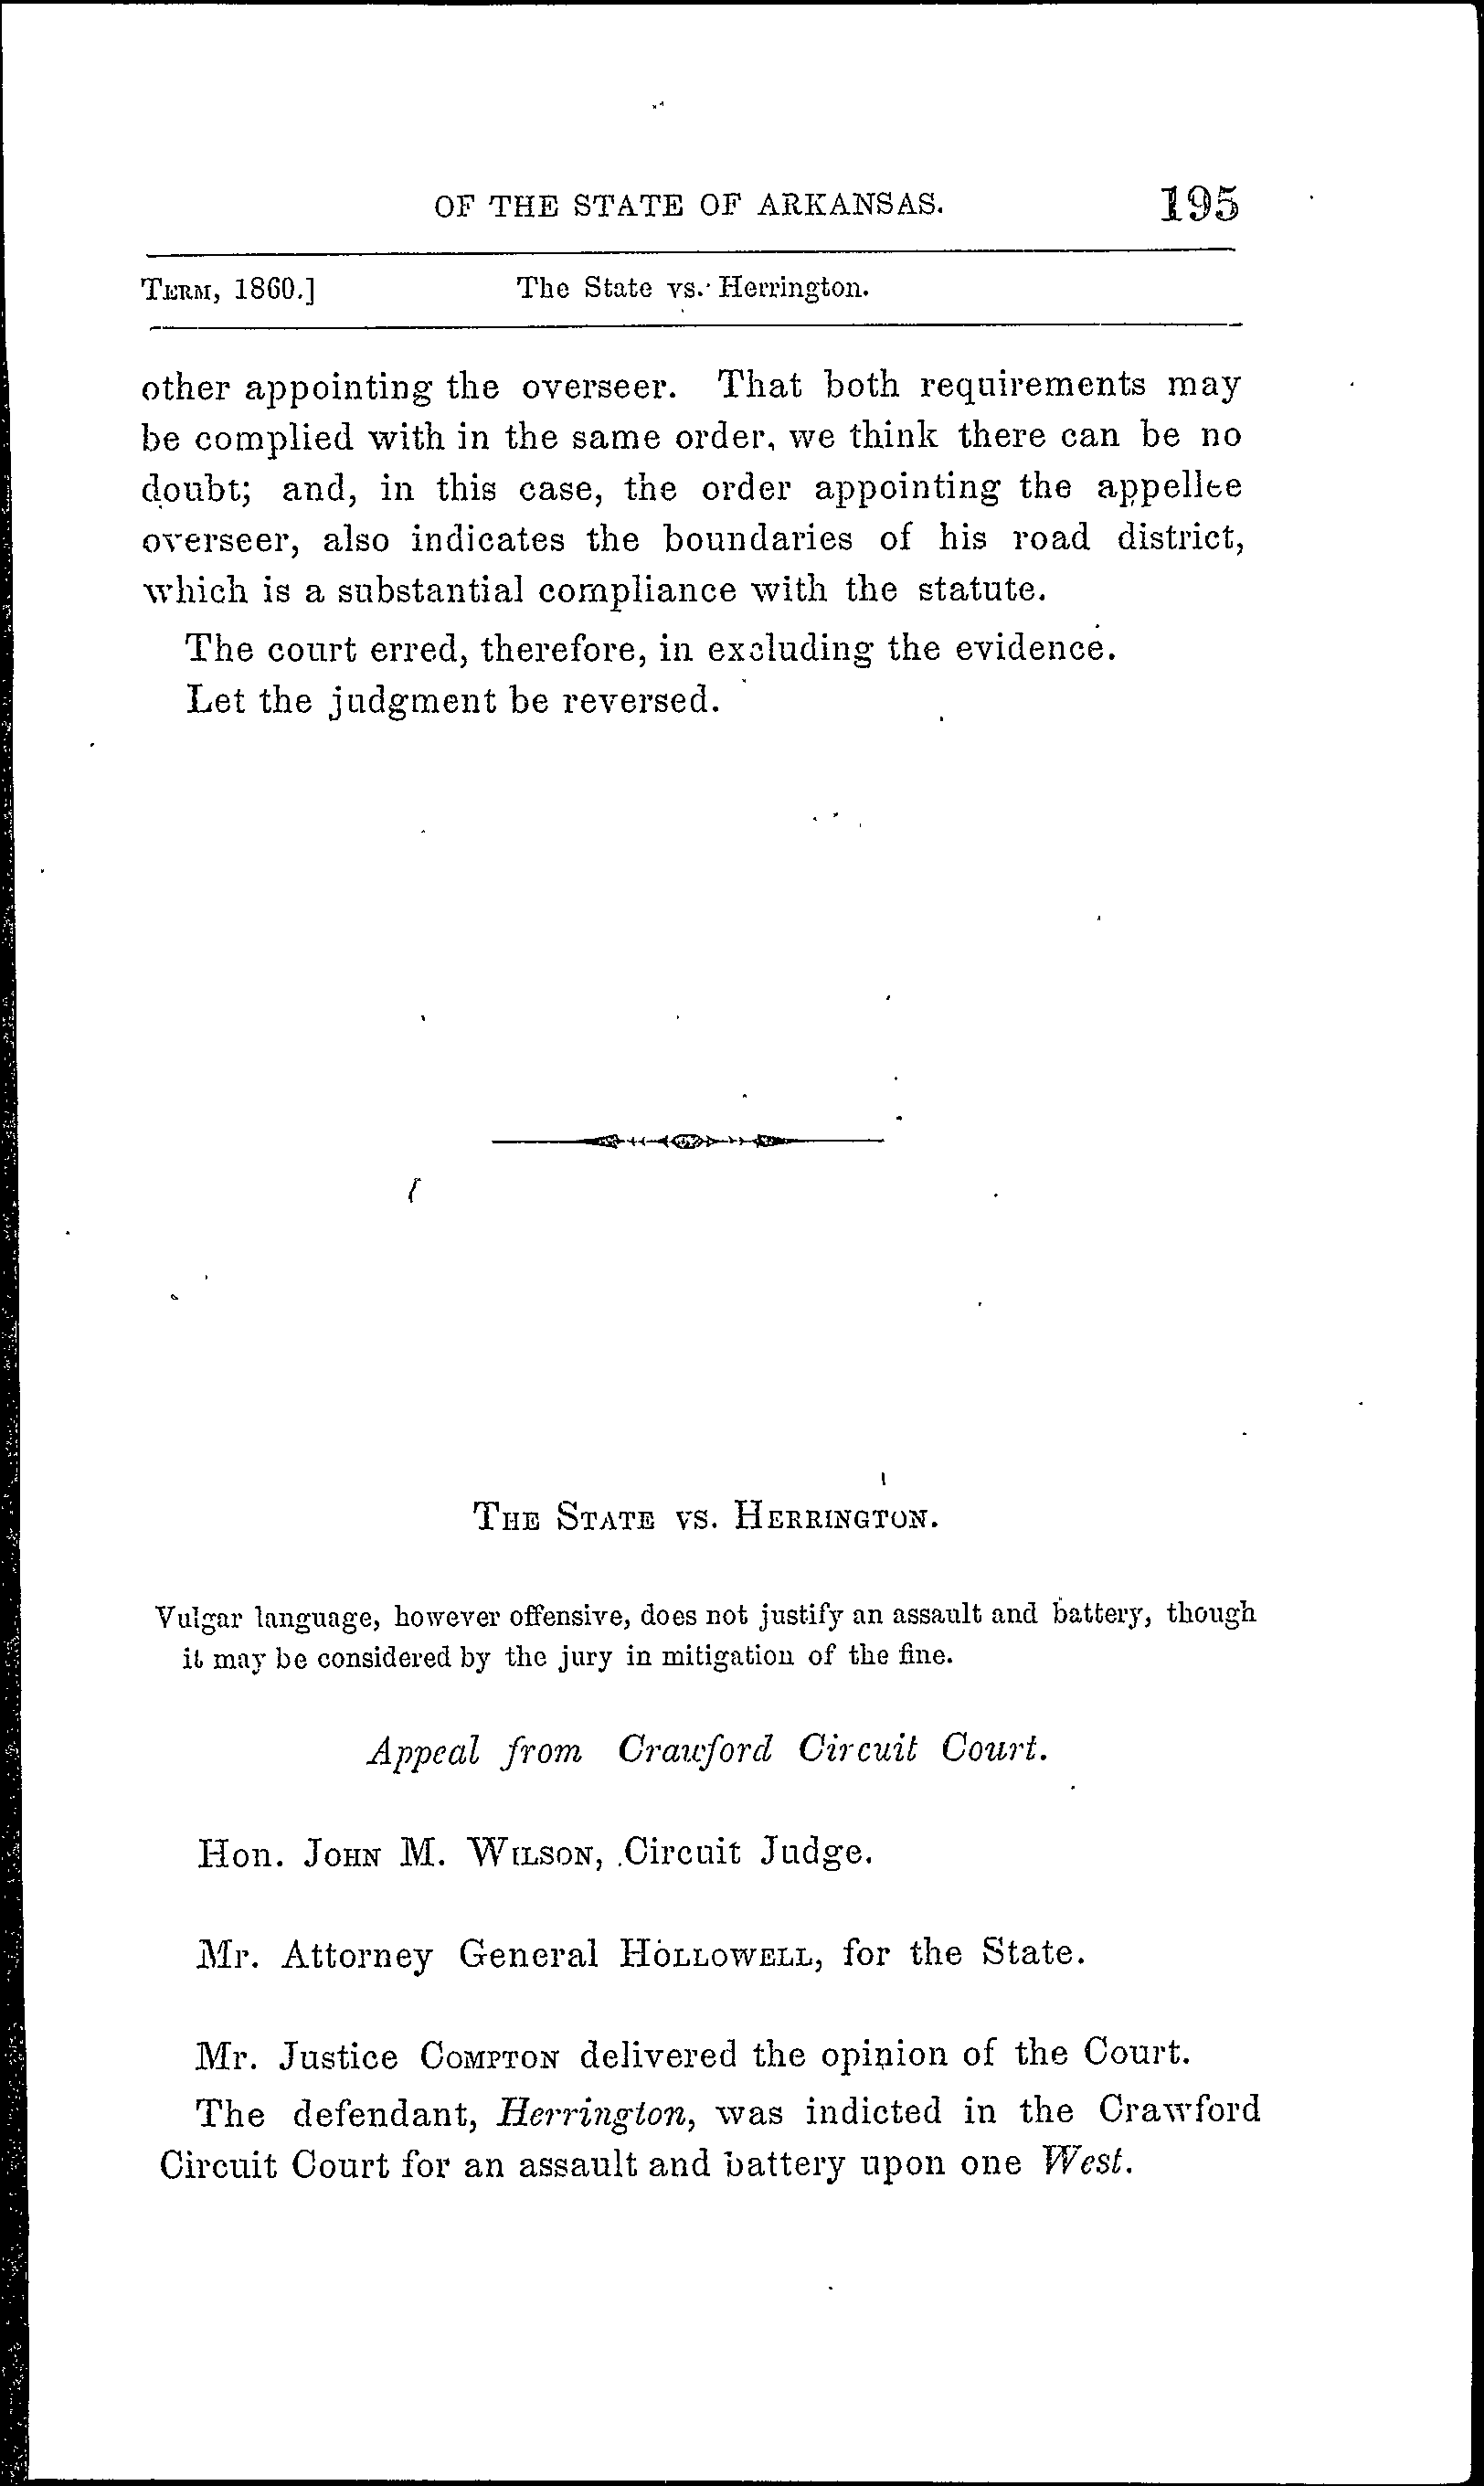 OF THE STATE OF ARKANSAS. 195
TERM, 1860.] The State vs. Herrington.
other appointing the overseer. That both requirements may
be complied with in the same order, we think there can be no
doubt; and, in this case, the order appointing the appellee
overseer, also indicates the boundaries of his road district,
which is a substantial compliance with the statute.
The court erred, therefore, in excluding the evidence.
Let the judgment be reversed.
THE STATE VS. HERRINGTON.
Vulgar language, however offensive, does not justify an assault and battery, though
it may be considered by the jury in mitigation of the fine.
Appeal from Crawford Circuit Court.
Hon. JOHN M. WILSON, Circuit Judge.
Mr. Attorney General HOLLOWELL, for the State.
Mr. Justice COMPTON delivered the opinion of the Court.
The defendant, Herrington, was indicted in the Crawford
Circuit Court for an assault and battery upon one West.